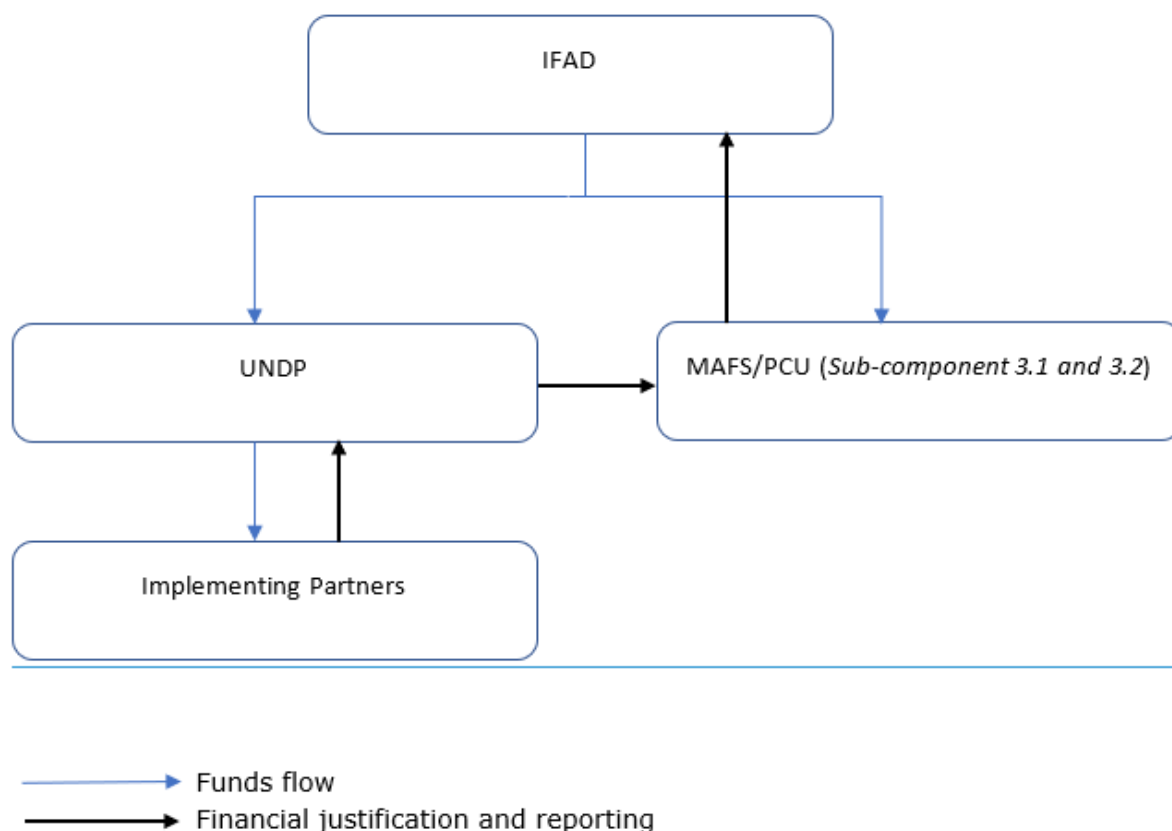 IFAD
UNDP
MAFS/PCU (Sub-component 3.1 and 3.2)
Implementing Partners
Funds flow
Financial justification and reporting